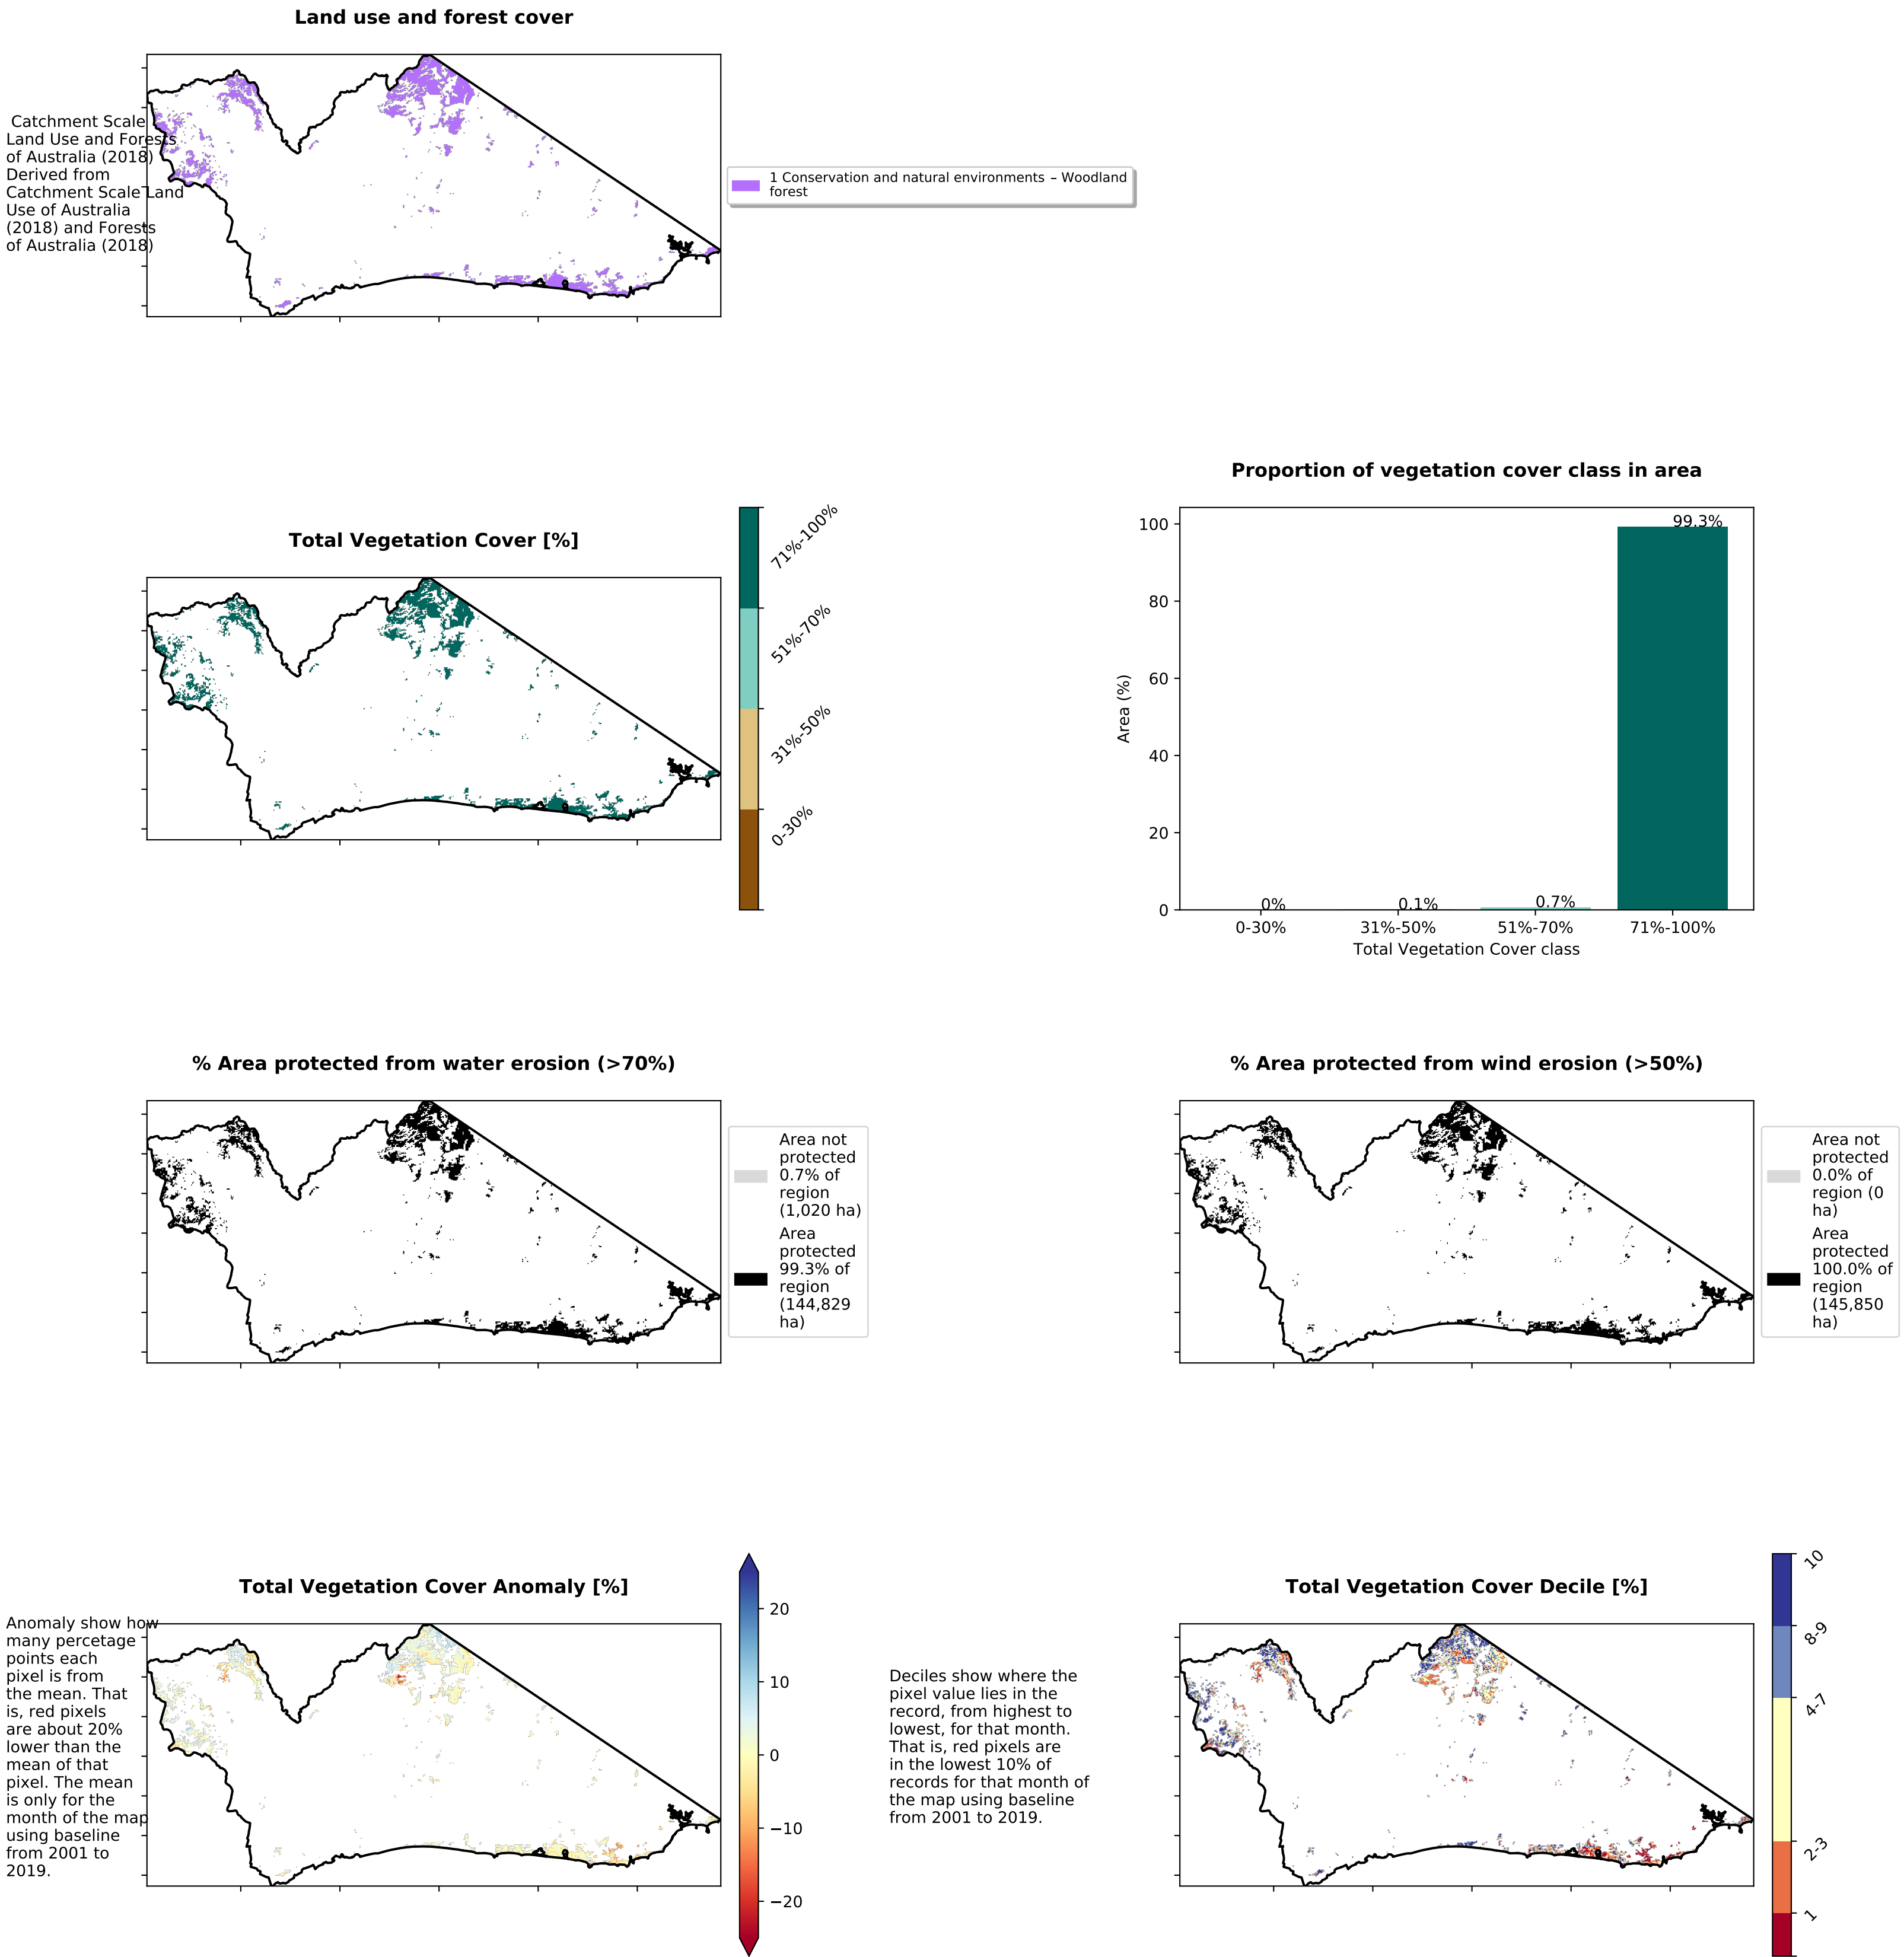 Land use and forest cover
Catchment Scale
Land Use and Forests
of Australia (2018)
Derived from
Catchment Scale Land
Use of Australia
(2018) and Forests
of Australia (2018)
1 Conservation and natural environments – Woodland
forest
Total Vegetation Cover [%]
71%-100%
51%-70%
31%-50%
0-30%
Proportion of vegetation cover class in area
Area (%)
100
80
60
40
20
0
0%
0.1%
0.7%
99.3%
0-30%
31%-50%
51%-70%
71%-100%
Total Vegetation Cover class
% Area protected from water erosion (>70%)
Area not
protected
0.7% of
region
(1,020 ha)
Area
protected
99.3% of
region
(144,829
ha)
% Area protected from wind erosion (>50%)
Area not
protected
0.0% of
region (0
ha)
Area
protected
100.0% of
region
(145,850
ha)
Total Vegetation Cover Anomaly [%]
Anomaly show how
many percetage
points each
pixel is from
the mean. That
is, red pixels
are about 20%
lower than the
mean of that
pixel. The mean
is only for the
month of the map
using baseline
from 2001 to
2019.
20
10
0
−10
−20
Deciles show where the
pixel value lies in the
record, from highest to
lowest, for that month.
That is, red pixels are
in the lowest 10% of
records for that month of
the map using baseline
from 2001 to 2019.
Total Vegetation Cover Decile [%]
10
8-9
4-7
2-3
1